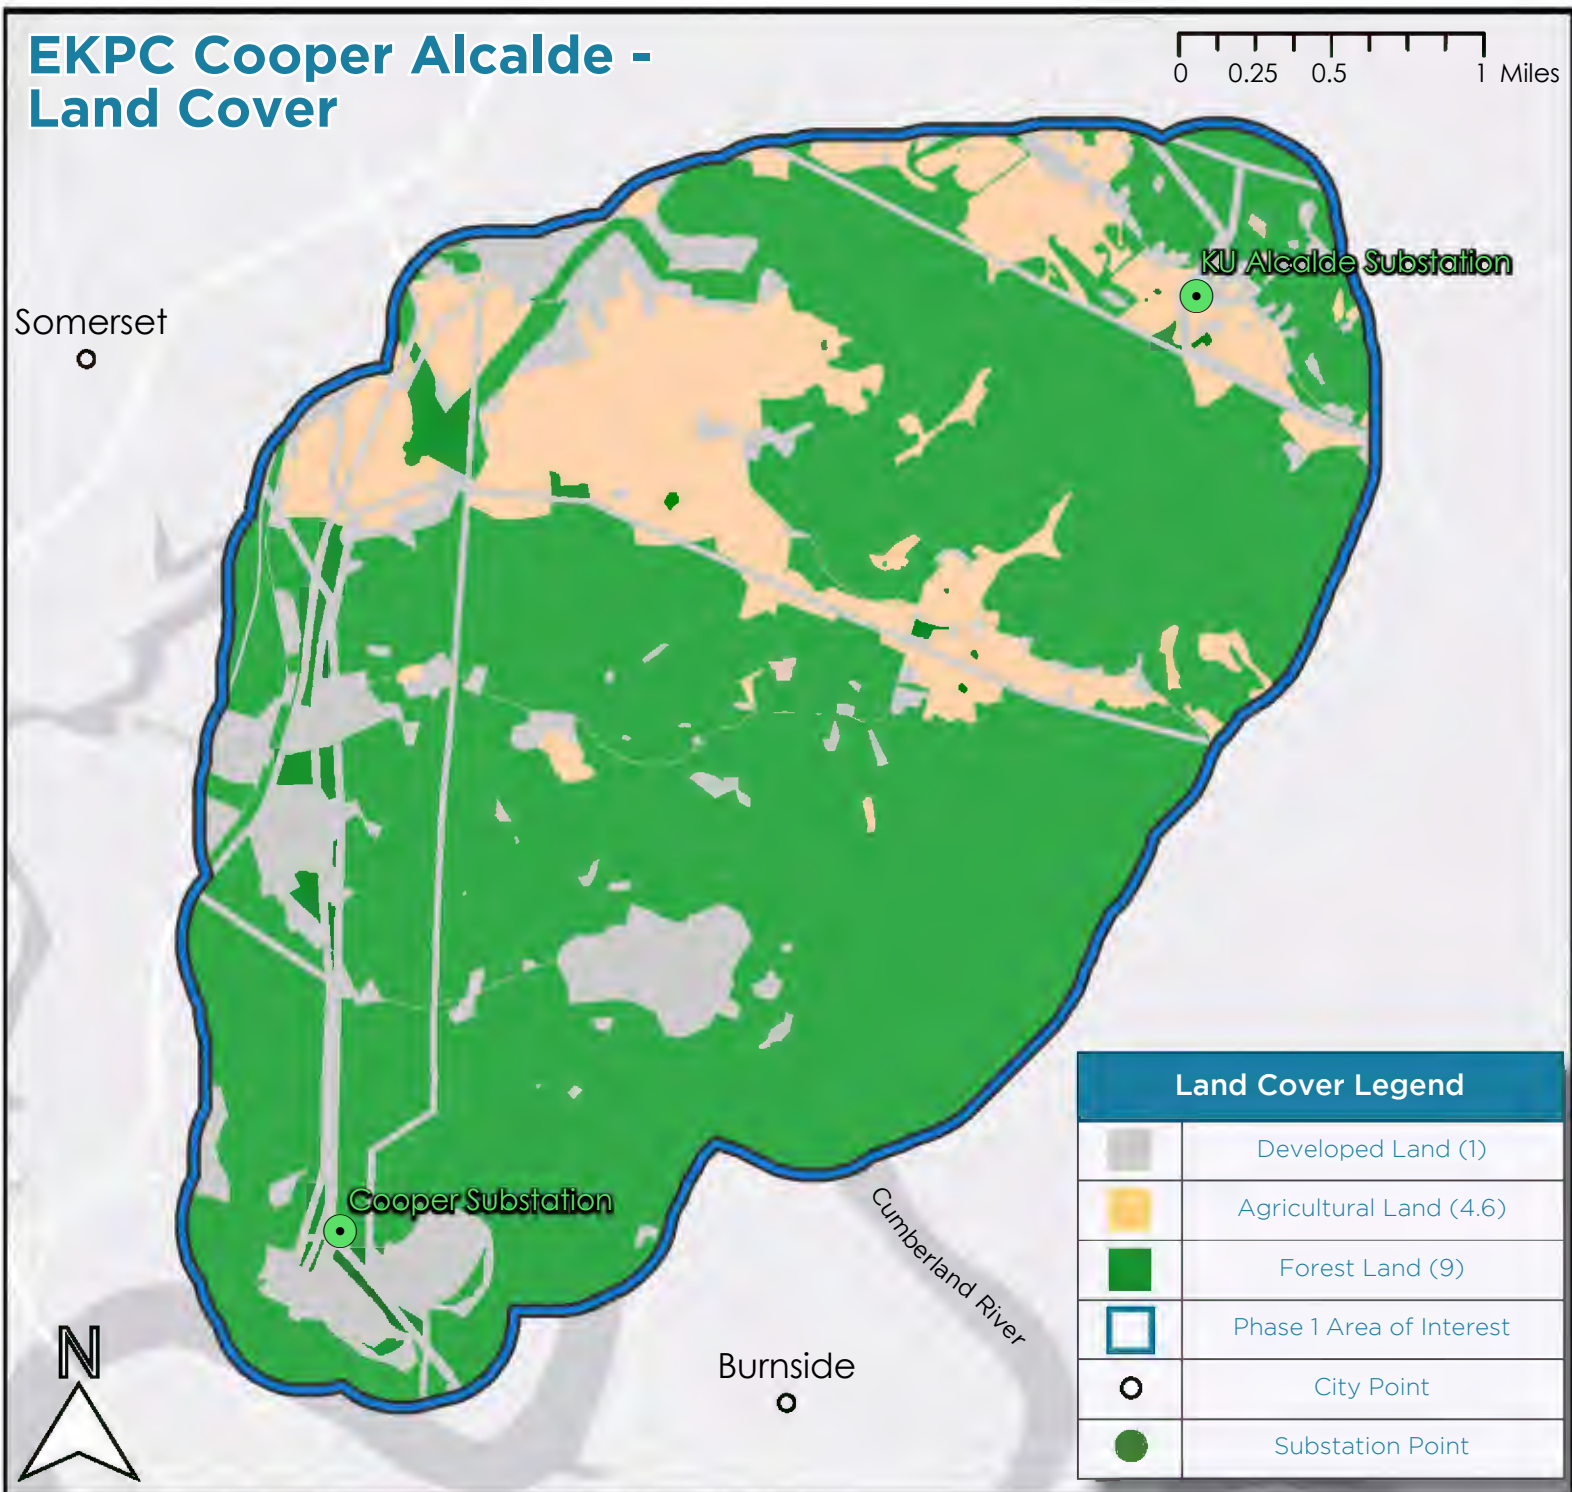 EKPC Cooper Alcalde -
Land Cover
0 0.25 0.5 1 Miles
KU Alcalde Substation
Somerset
Cooper Substation
Cumberland River
Burnside
N
Land Cover Legend
Developed Land (1)
Agricultural Land (4.6)
Forest Land (9)
Phase 1 Area of Interest
City Point
Substation Point